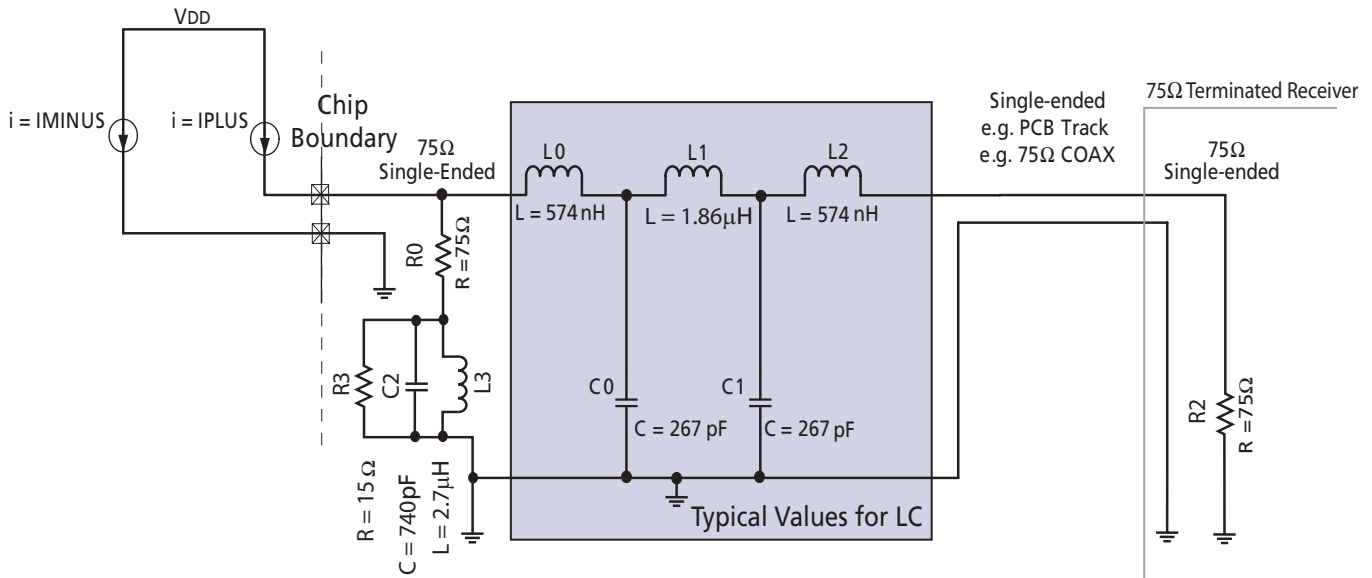 VDD
i = IMINUS
i = IPLUS
Chip
Boundary
75Ω
Single-Ended
R0
R =75Ω
R3
C2
L3
R = 15Ω
C = 740pF
L = 2.7µH
L0
L = 574 nH
L1
L = 1.86µH
L2
L = 574 nH
C0
C = 267 pF
C1
C = 267 pF
Typical Values for LC
Single-ended
e.g. PCB Track
e.g. 75Ω COAX
75Ω Terminated Receiver
75Ω
Single-ended
R2
R =75Ω